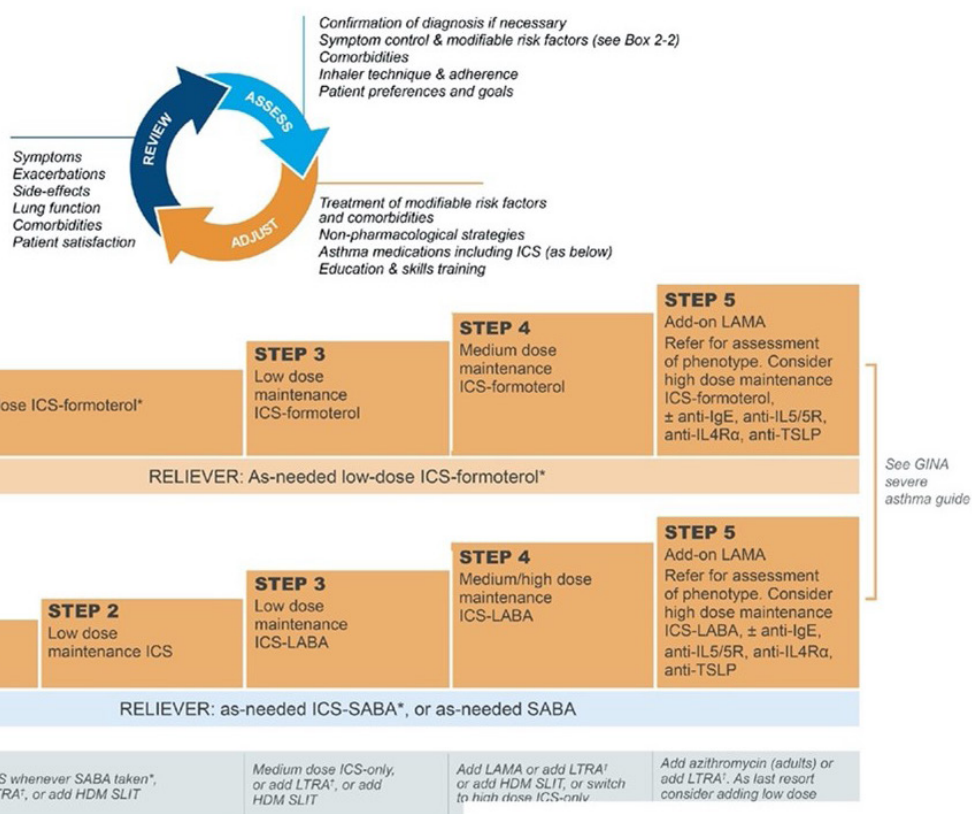 Confirmation of diagnosis if necessary
Symptom control & modifiable risk factors (see Box 2-2)
Comorbidities
Inhaler technique & adherence
Patient preferences and goals
REVIEW
ASSESS
ADJUST
Symptoms
Exacerbations
Side-effects
Lung function
Comorbidities
Patient satisfaction
Treatment of modifiable risk factors
and comorbidities
Non-pharmacological strategies
Asthma medications including ICS (as below)
Education & skills training
ose ICS-formoterol*
STEP 3
Low dose
maintenance
ICS-formoterol
STEP 4
Medium dose
maintenance
ICS-formoterol
STEP 5
Add-on LAMA
Refer for assessment
of phenotype. Consider
high dose maintenance
ICS-formoterol,
± anti-IgE, anti-IL5/5R,
anti-IL4Rα, anti-TSLP
RELIEVER: As-needed low-dose ICS-formoterol*
See GINA
severe
asthma guide
STEP 2
Low dose
maintenance ICS
STEP 3
Low dose
maintenance
ICS-LABA
STEP 4
Medium/high dose
maintenance
ICS-LABA
STEP 5
Add-on LAMA
Refer for assessment
of phenotype. Consider
high dose maintenance
ICS-LABA, ± anti-IgE,
anti-IL5/5R, anti-IL4Rα,
anti-TSLP
RELIEVER: as-needed ICS-SABA*, or as-needed SABA
S whenever SABA taken*,
TRA†, or add HDM SLIT
Medium dose ICS-only,
or add LTRA†, or add
HDM SLIT
Add LAMA or add LTRA†
or add HDM SLIT, or switch
to high dose ICS-only
Add azithromycin (adults) or
add LTRA†. As last resort
consider adding low dose